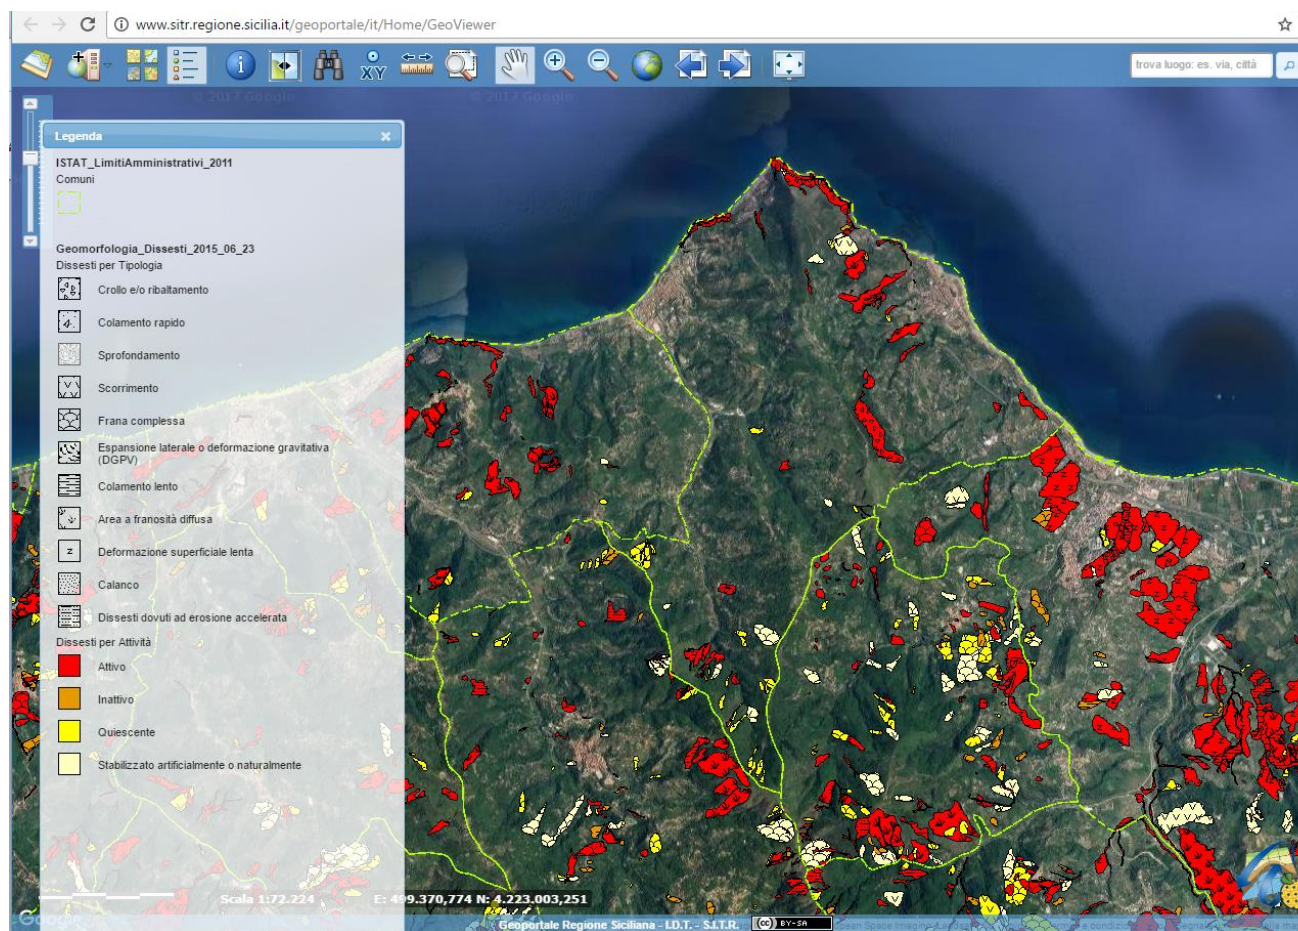 www.sitr.regione.sicilia.it/geoportale/it/Home/GeoViewer
XY
trova luogo: es. via, città
© 2017 Google
© 2017 Google
Legenda
ISTAT_LimitiAmministrativi_2011
Comuni
Geomorfologia_Dissesti_2015_06_23
Dissesti per Tipologia
Crollo e/o ribaltamento
Colamento rapido
Sprofondamento
Scorrimento
Frana complessa
Espansione laterale o deformazione gravitativa
(DGPV)
Colamento lento
Area a franosità diffusa
Z
Deformazione superficiale lenta
Calanco
Dissesti dovuti ad erosione accelerata
Dissesti per Attività
Attivo
Inattivo
Quiescente
Stabilizzato artificialmente o naturalmente
Scala 1:72.224
E: 499.370,774 N: 4.223.003,251
Google
Geoportale Regione Siciliana - I.D.T. - S.I.T.R.
(cc) BY-SA